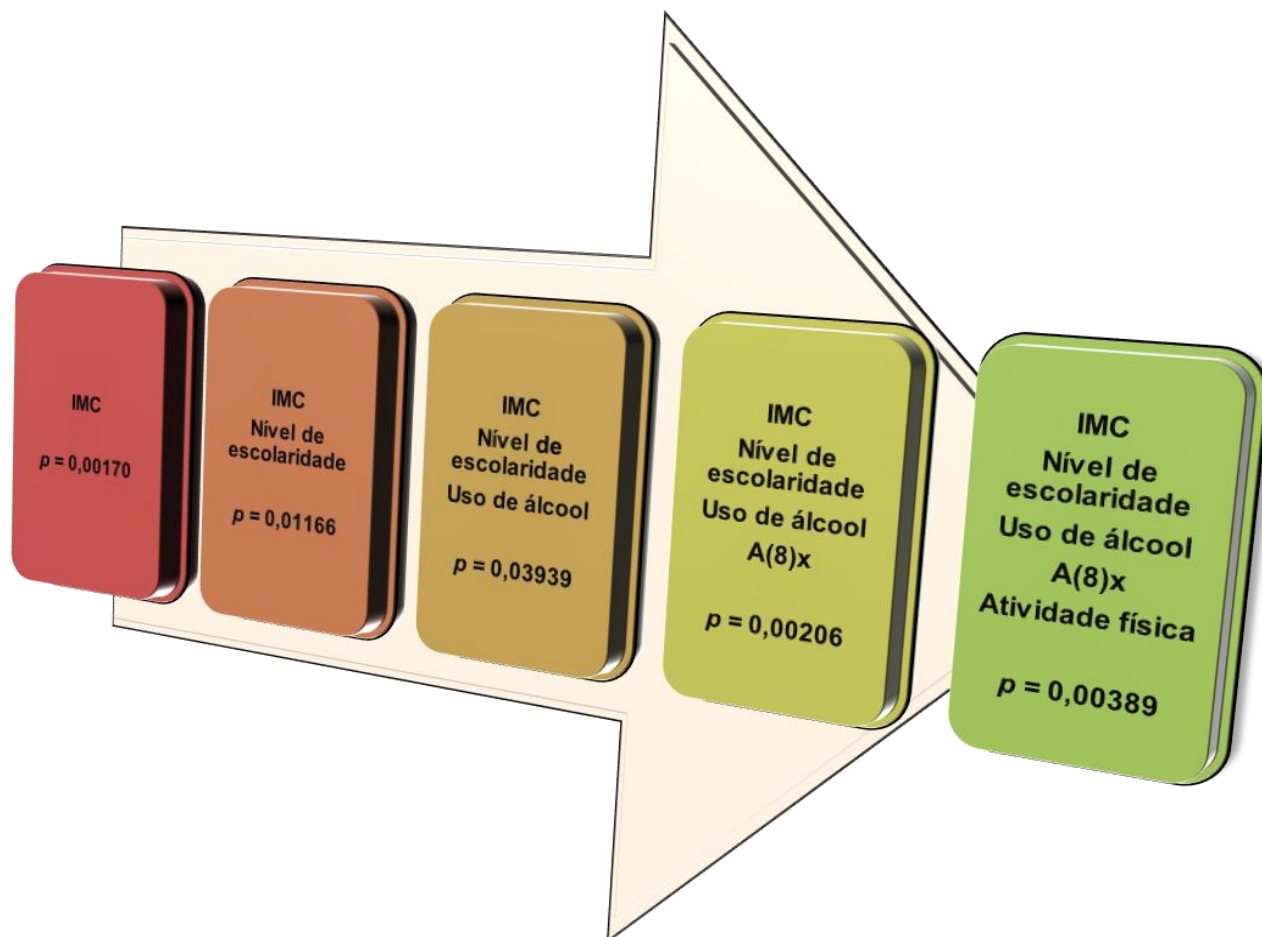 IMC
p = 0,00170
IMC
Nível de
escolaridade
p = 0,01166
IMC
Nível de
escolaridade
Uso de álcool
p = 0,03939
IMC
Nível de
escolaridade
Uso de álcool
A(8)x
p = 0,00206
IMC
Nível de
escolaridade
Uso de álcool
A(8)x
Atividade física
p = 0,00389